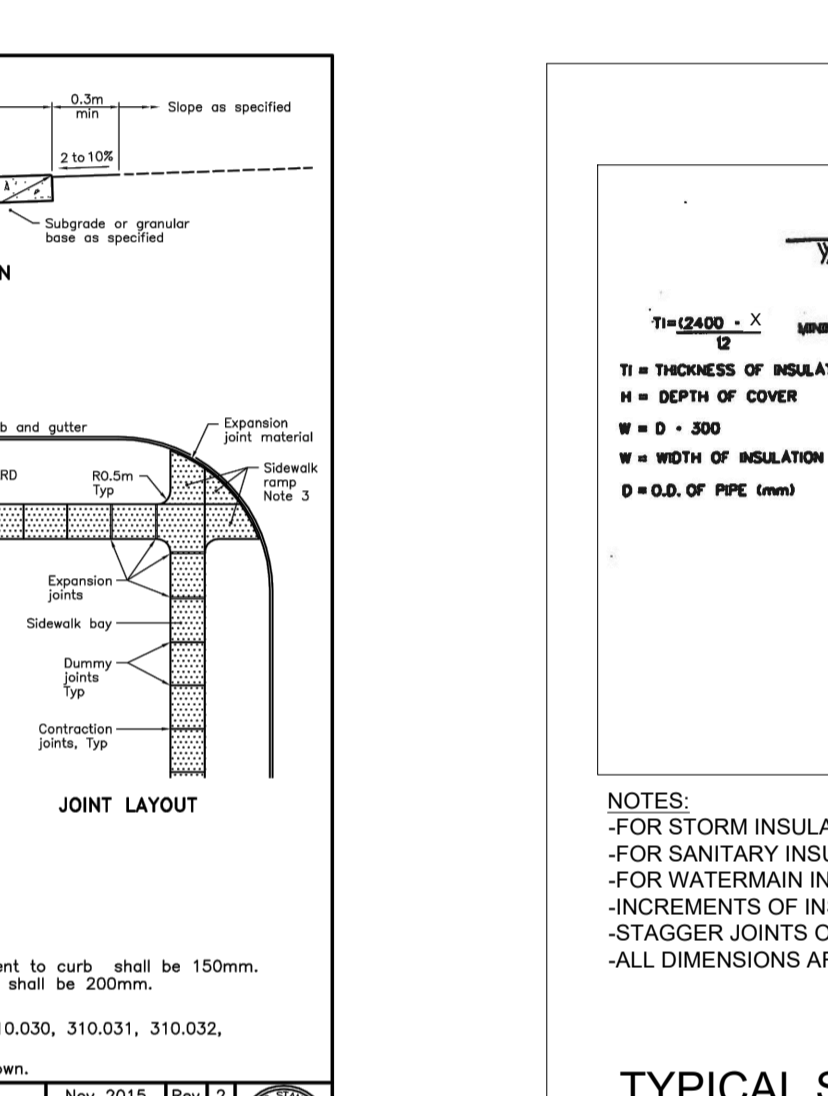 0.3m
min
Slope as specified
2 to 10%
Subgrade or granular
base as specified
N
b and gutter
Expansion
joint material
RD
R0.5m
Typ
Sidewalk
ramp
Note 3
Expansion
joints
Sidewalk bay
Dummy
joints
Typ
Contraction
joints, Typ
JOINT LAYOUT
ent to curb shall be 150mm.
shall be 200mm.
10.030, 310.031, 310.032,
own.
Nov 2015 Rev 2
TI=(2400 - X
12
TI = THICKNESS OF INSULAT
H = DEPTH OF COVER
W = D + 300
W = WIDTH OF INSULATION
D = O.D. OF PIPE (mm)
NOTES:
-FOR STORM INSULA
-FOR SANITARY INSU
-FOR WATERMAIN IN
-INCREMENTS OF INS
-STAGGER JOINTS O
-ALL DIMENSIONS AR
TYPICAL S